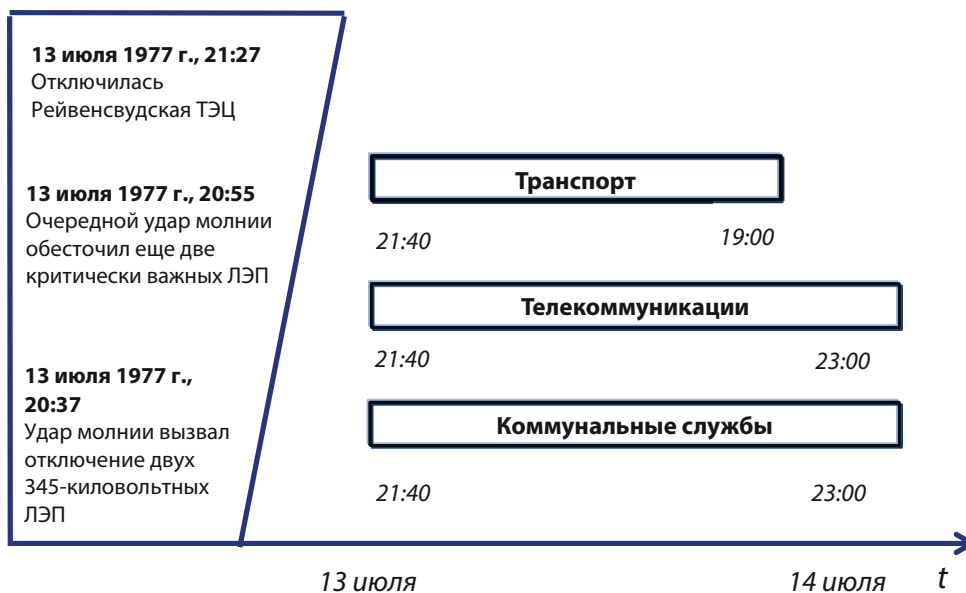 13 июля 1977 г., 21:27
Отключилась
Рейвенсвудская ТЭЦ
13 июля 1977 г., 20:55
Очередной удар молнии
обесточил еще две
критически важных ЛЭП
13 июля 1977 г.,
20:37
Удар молнии вызвал
отключение двух
345-киловольтных
ЛЭП
Транспорт
21:40 19:00
Телекоммуникации
21:40 23:00
Коммунальные службы
21:40 23:00
13 июля 14 июля t